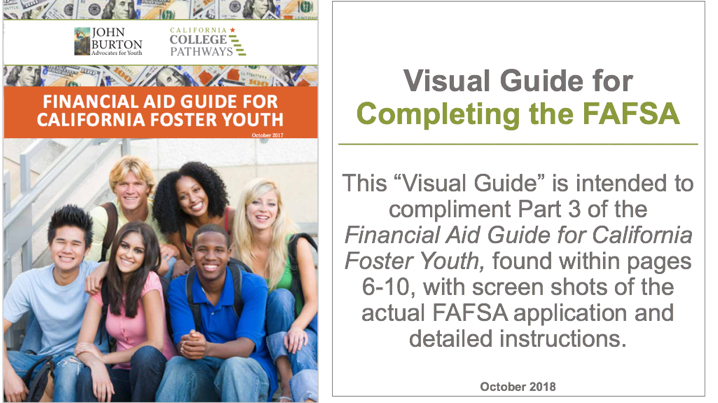 JOHN
BURTON
Advocates for Youth
CALIFORNIA
COLLEGE
PATHWAYS
FINANCIAL AID GUIDE FOR
CALIFORNIA FOSTER YOUTH
October 2017
Visual Guide for
Completing the FAFSA
This “Visual Guide” is intended to
compliment Part 3 of the
Financial Aid Guide for California
Foster Youth, found within pages
6-10, with screen shots of the
actual FAFSA application and
detailed instructions.
October 2018